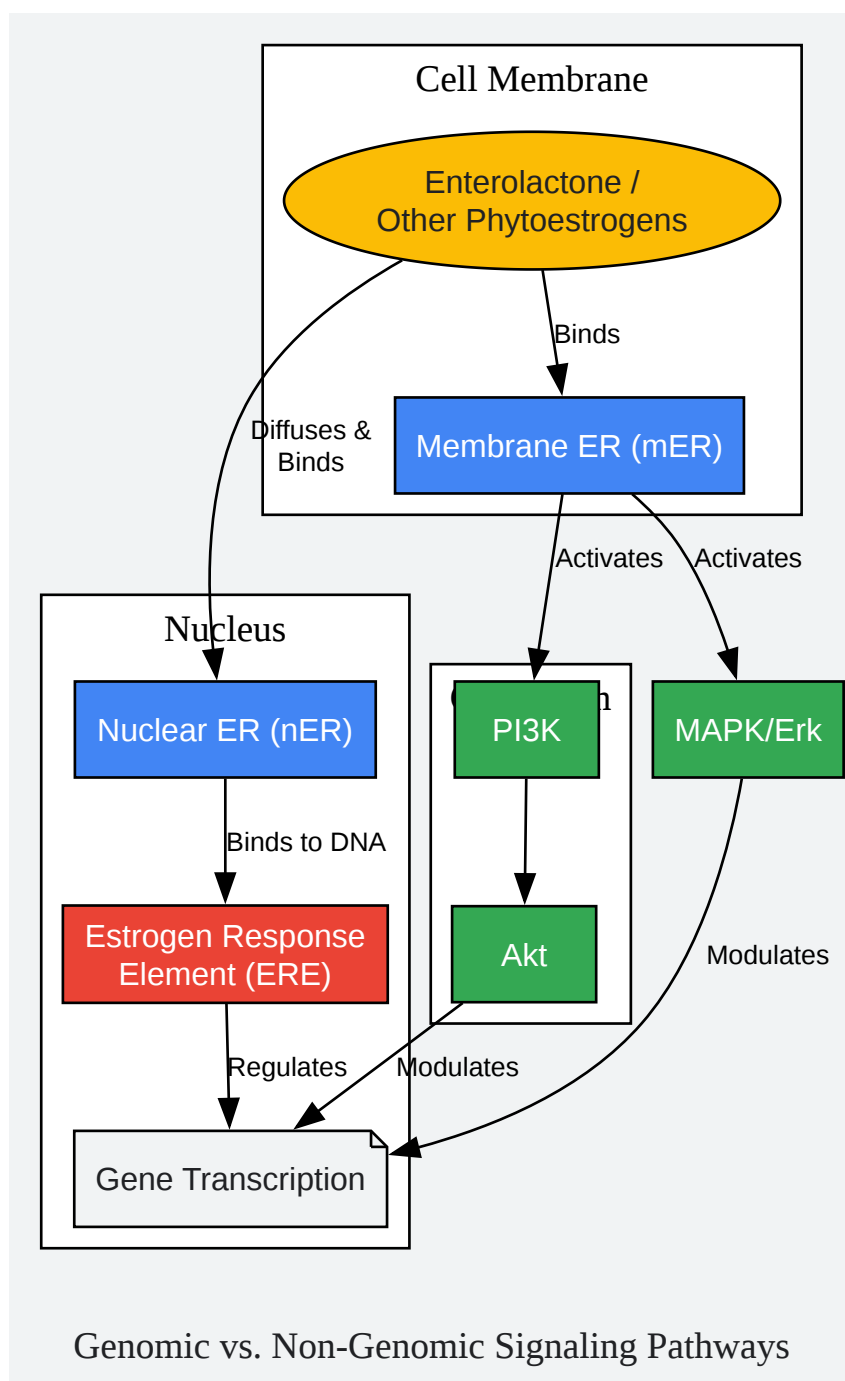 Cell Membrane
Enterolactone /
Other Phytoestrogens
Binds
Diffuses &
Binds
Membrane ER (mER)
Activates
Activates
Nucleus
Nuclear ER (nER)
PI3K
MAPK/Erk
Binds to DNA
Estrogen Response
Element (ERE)
Akt
Modulates
Regulates
Modulates
Gene Transcription
Genomic vs. Non-Genomic Signaling Pathways